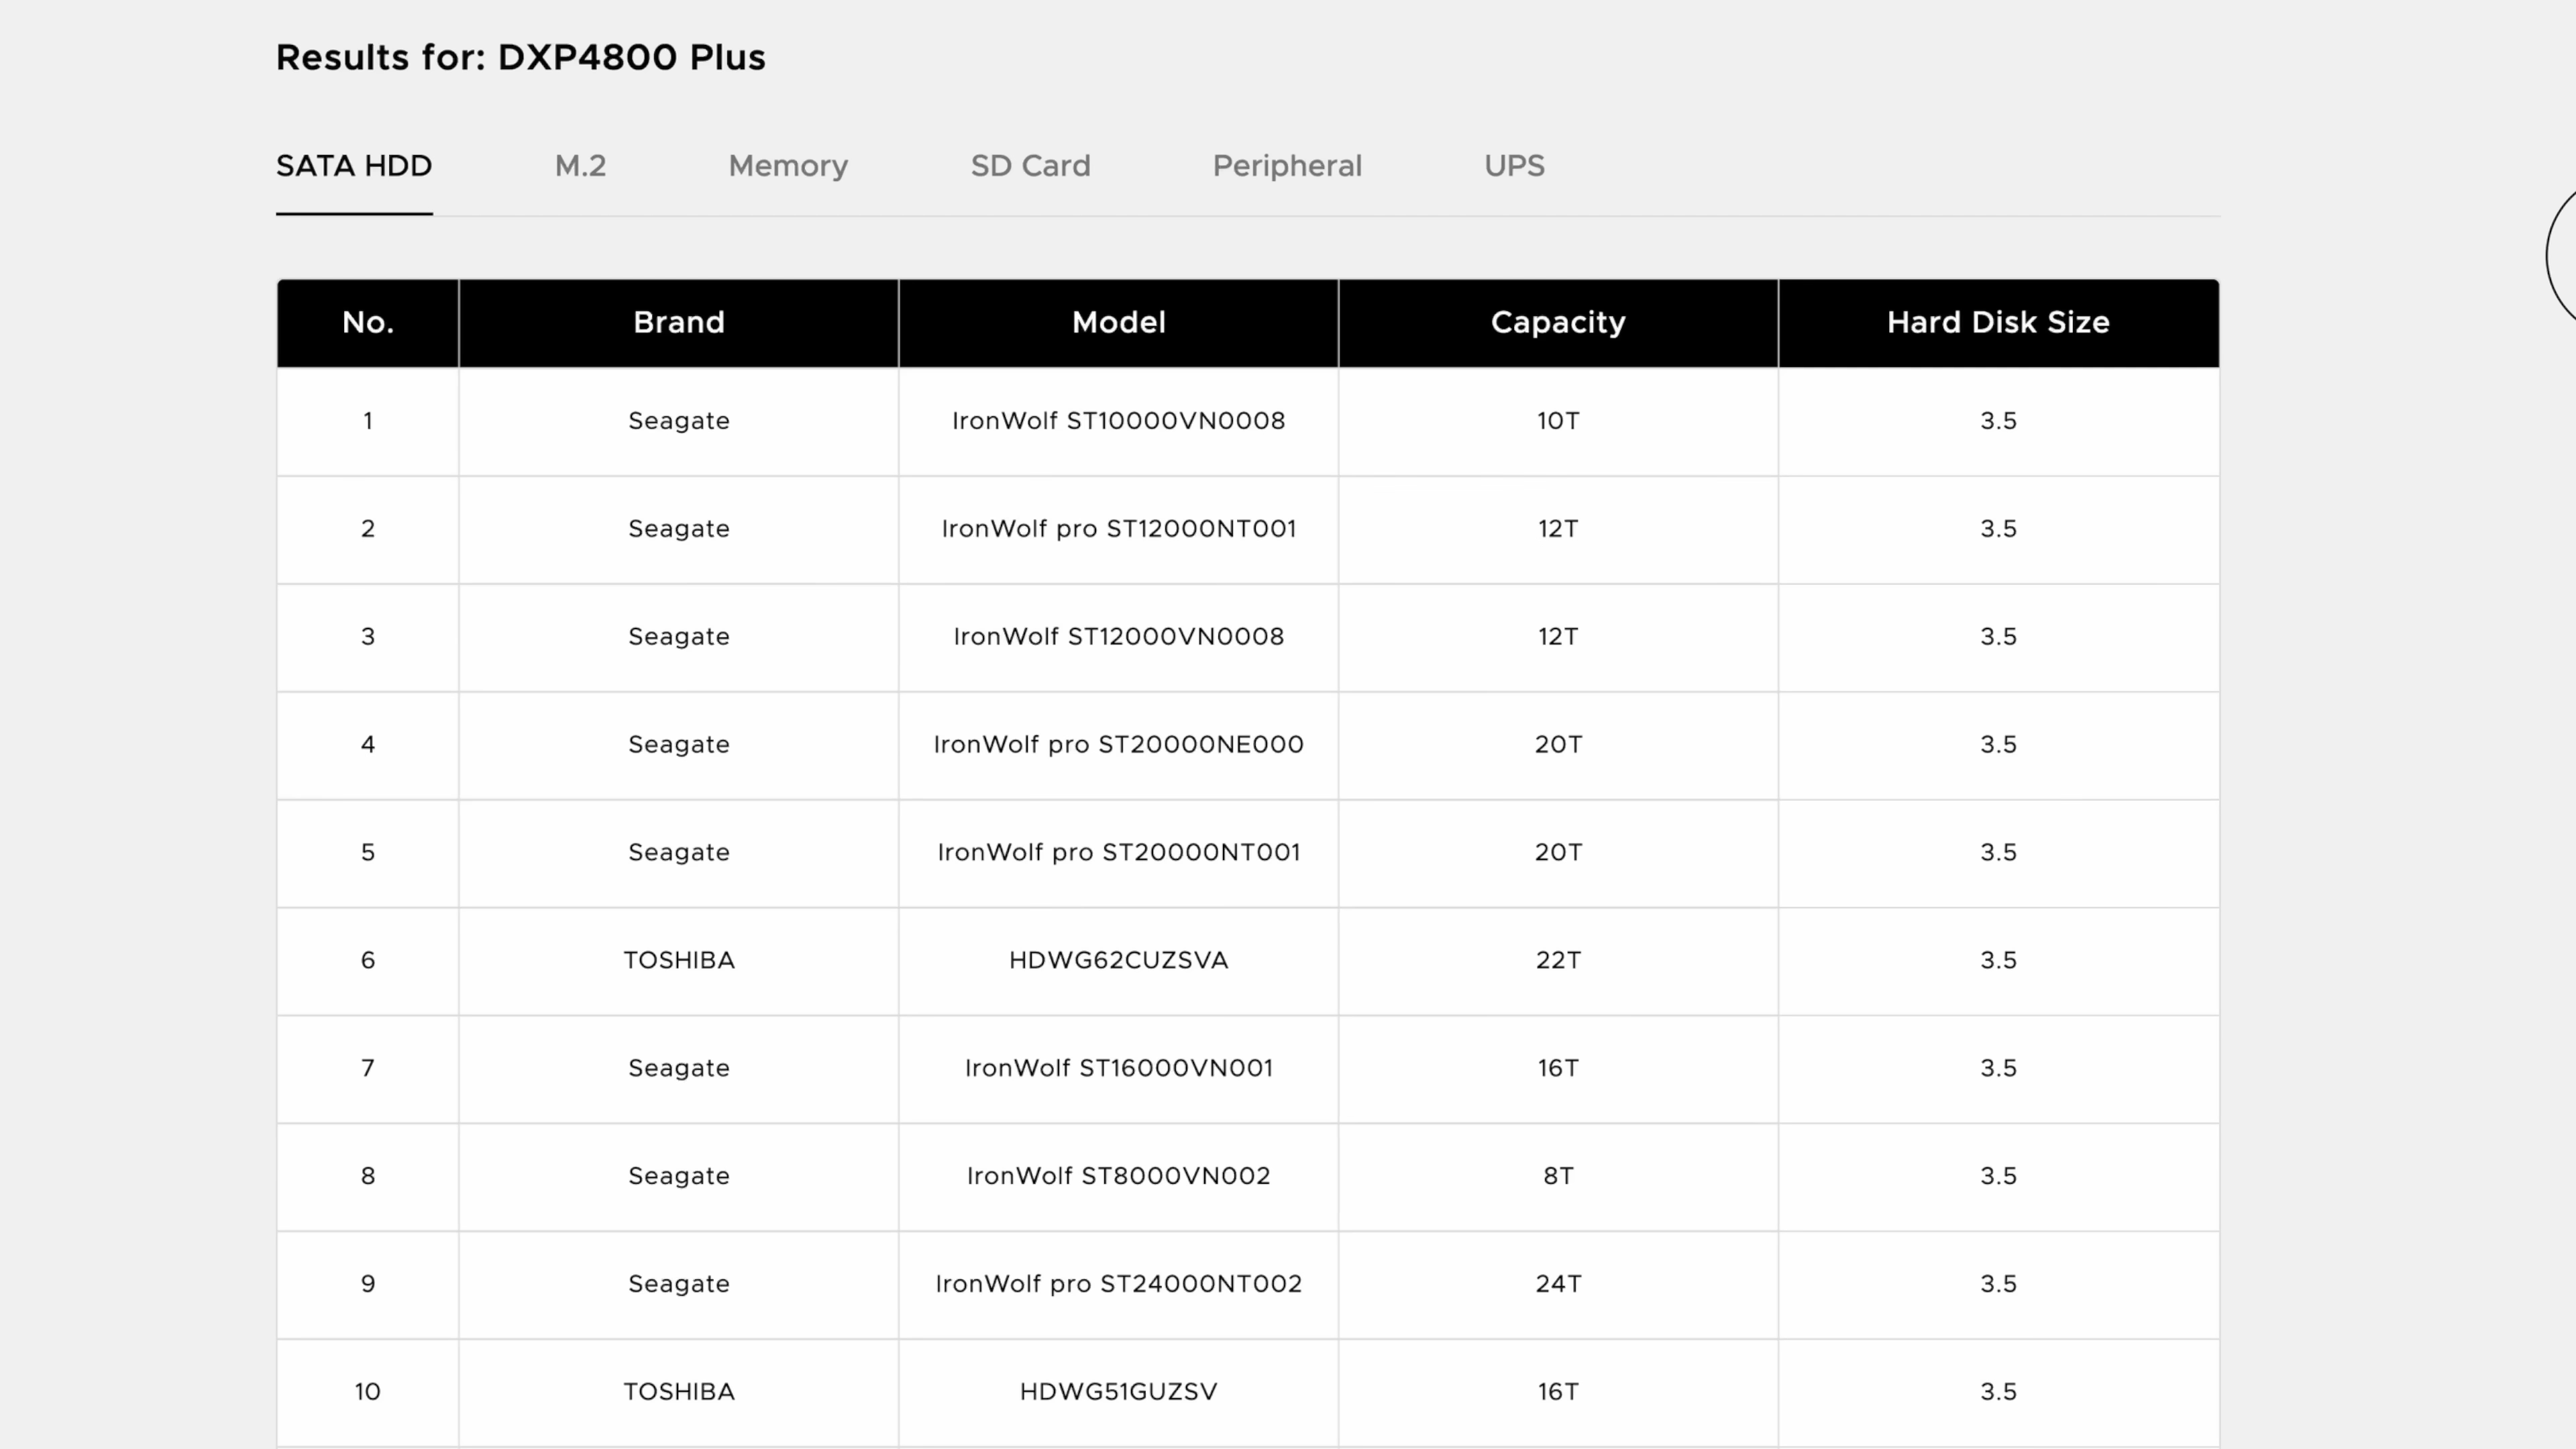 Results for: DXP4800 Plus
SATA HDD M.2 Memory SD Card Peripheral UPS
No. Brand Model Capacity Hard Disk Size
1 Seagate IronWolf ST10000VN0008 10T 3.5
2 Seagate IronWolf pro ST12000NT001 12T 3.5
3 Seagate IronWolf ST12000VN0008 12T 3.5
4 Seagate IronWolf pro ST20000NE000 20T 3.5
5 Seagate IronWolf pro ST20000NT001 20T 3.5
6 TOSHIBA HDWG62CUZSVA 22T 3.5
7 Seagate IronWolf ST16000VN001 16T 3.5
8 Seagate IronWolf ST8000VN002 8T 3.5
9 Seagate IronWolf pro ST24000NT002 24T 3.5
10 TOSHIBA HDWG51GUZSV 16T 3.5